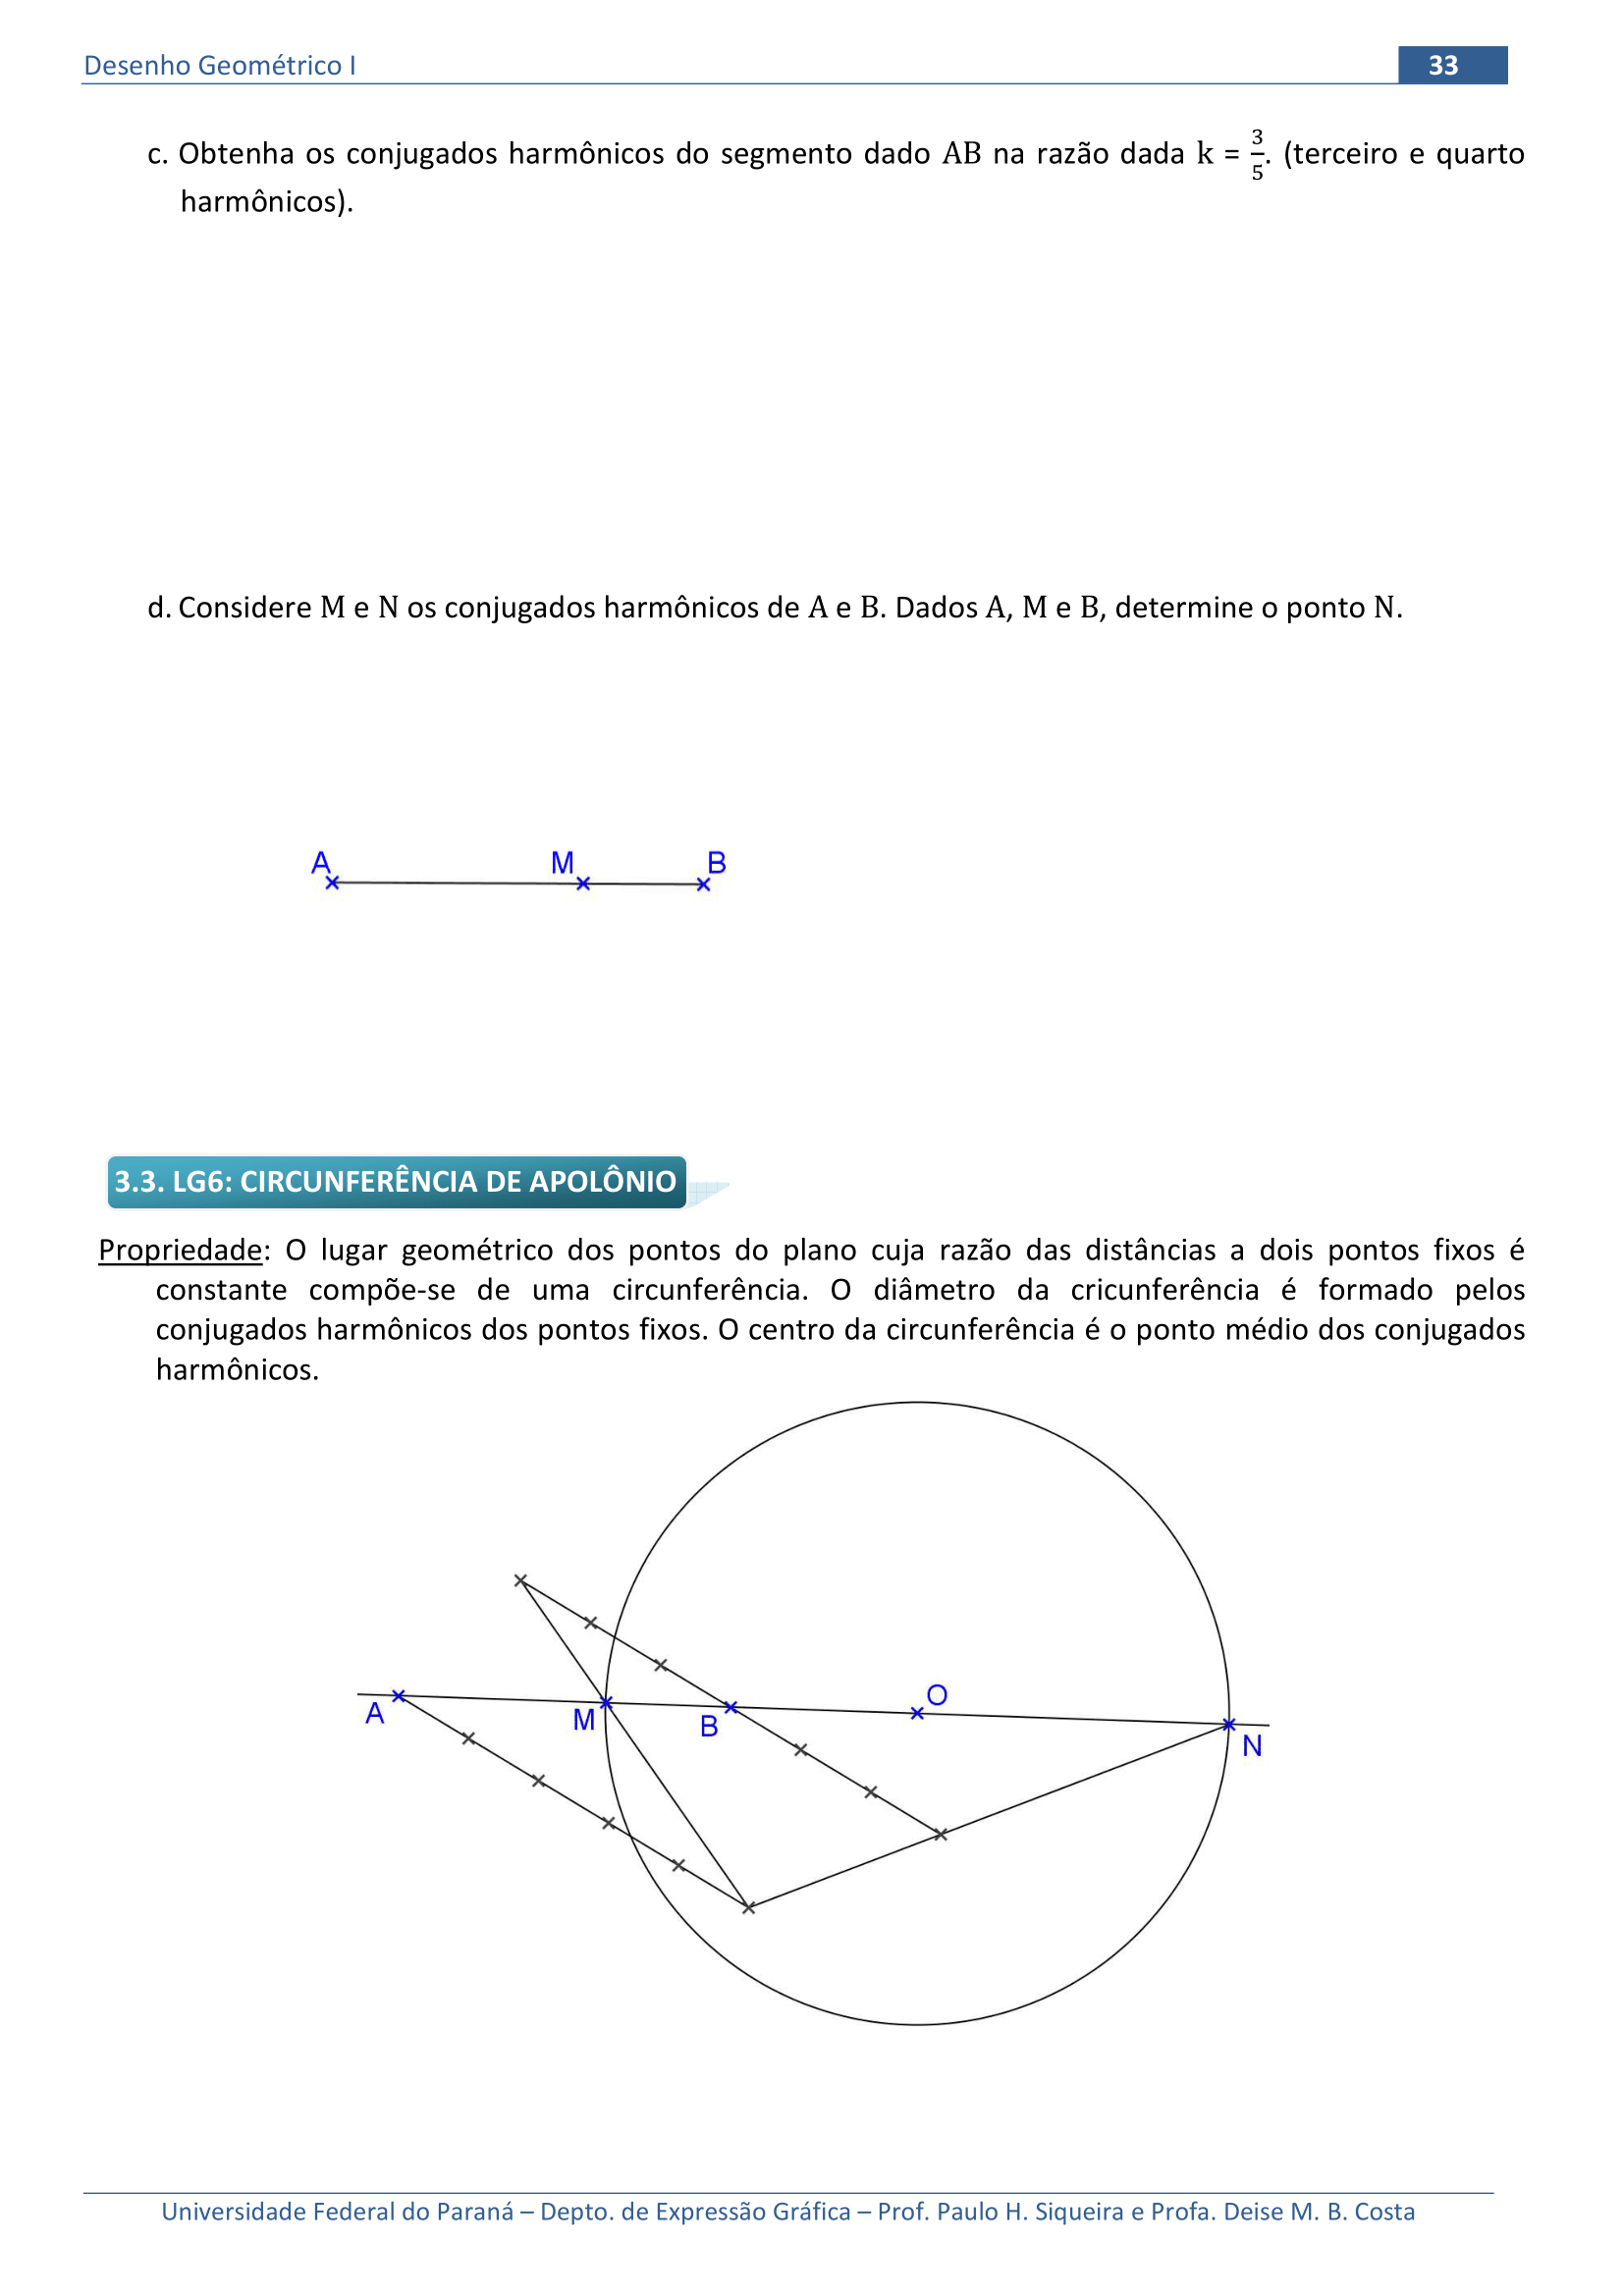 Desenho Geométrico I
33
c. Obtenha os conjugados harmônicos do segmento dado AB na razão dada k = 3/5. (terceiro e quarto
harmônicos).
d. Considere M e N os conjugados harmônicos de A e B. Dados A, M e B, determine o ponto N.
A M B
3.3. LG6: CIRCUNFERÊNCIA DE APOLÔNIO
Propriedade: O lugar geométrico dos pontos do plano cuja razão das distâncias a dois pontos fixos é
constante compõe-se de uma circunferência. O diâmetro da cricunferência é formado pelos
conjugados harmônicos dos pontos fixos. O centro da circunferência é o ponto médio dos conjugados
harmônicos.
A M B O N
Universidade Federal do Paraná – Depto. de Expressão Gráfica – Prof. Paulo H. Siqueira e Profa. Deise M. B. Costa